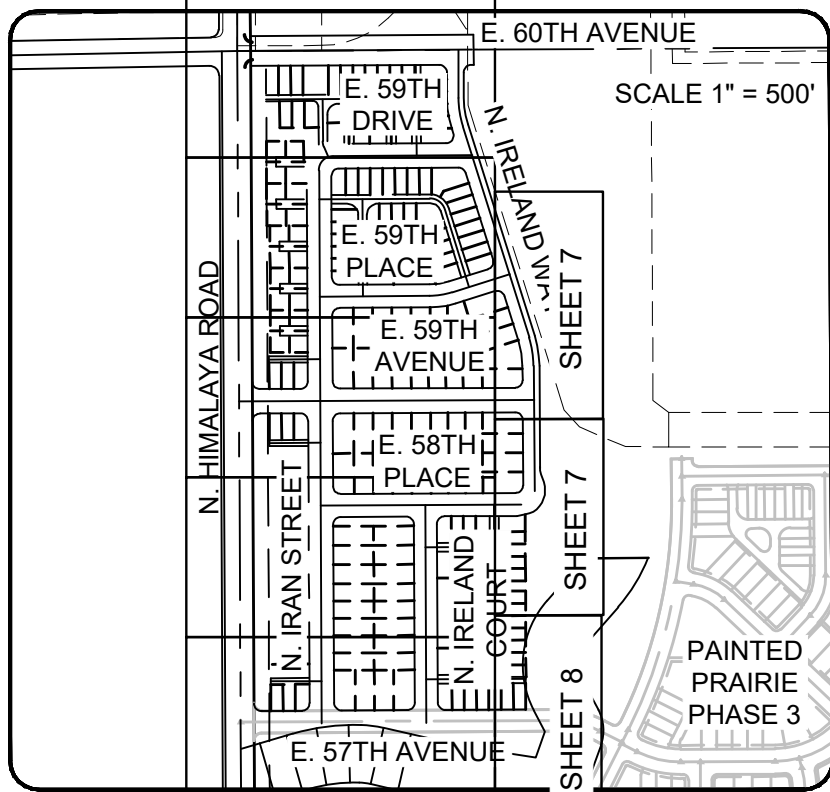 E. 60TH AVENUE
SCALE 1" = 500'
E. 59TH
DRIVE
N. IRELAND WAY
E. 59TH
PLACE
SHEET 7
N. HIMALAYA ROAD
E. 59TH
AVENUE
E. 58TH
PLACE
N. IRAN STREET
SHEET 7
N. IRELAND
COURT
PAINTED
PRAIRIE
PHASE 3
SHEET 8
E. 57TH AVENUE